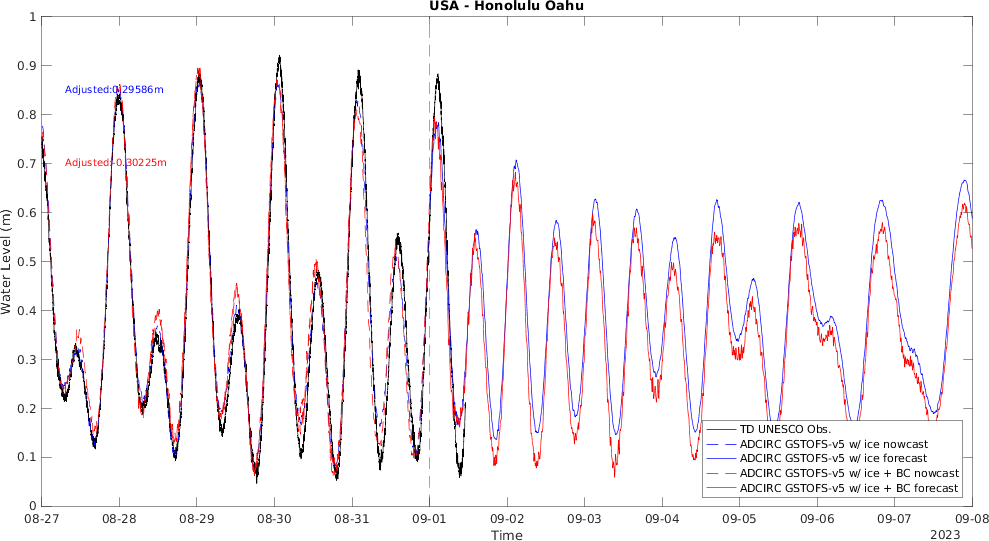 USA - Honolulu Oahu
1
0.9
0.8
0.7
0.6
0.5
0.4
0.3
0.2
0.1
0
Water Level (m)
Adjusted:0.29586m
Adjusted:-0.30225m
TD UNESCO Obs.
ADCIRC GSTOFS-v5 w/ ice nowcast
ADCIRC GSTOFS-v5 w/ ice forecast
ADCIRC GSTOFS-v5 w/ ice + BC nowcast
ADCIRC GSTOFS-v5 w/ ice + BC forecast
08-27 08-28 08-29 08-30 08-31 09-01 09-02 09-03 09-04 09-05 09-06 09-07 09-08
Time
2023